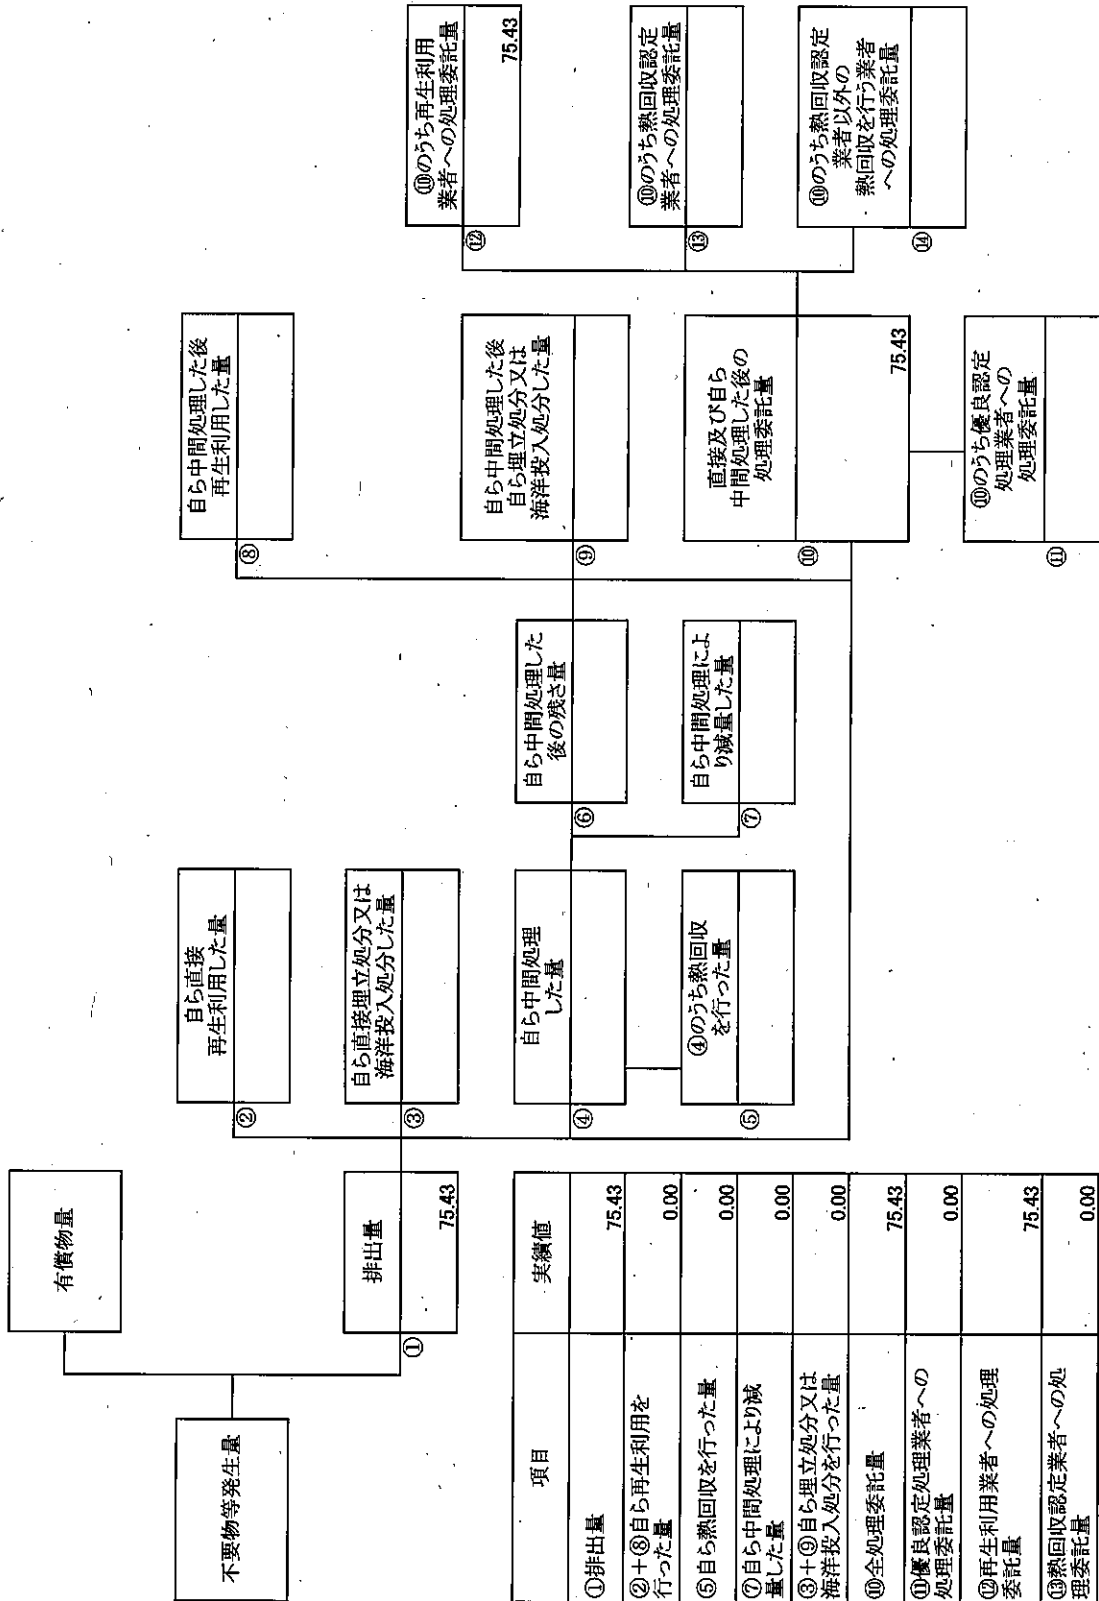 不要物等発生量
有償物量
排出量
①
75.43
②
自ら直接
再生利用した量
③
自ら直接埋立処分又は
海洋投入処分した量
④
自ら中間処理
した量
⑤
④のうち熱回収
を行った量
⑥
自ら中間処理した
後の残さ量
⑦
自ら中間処理によ
り減量した量
⑧
自ら中間処理した後
再生利用した量
⑨
自ら中間処理した後
自ら埋立処分又は
海洋投入処分した量
⑩
直接及び自ら
中間処理した後の
処理委託量
75.43
⑪
⑩のうち優良認定
処理業者への
処理委託量
⑫
⑩のうち再生利用
業者への処理委託量
75.43
⑬
⑩のうち熱回収認定
業者への処理委託量
⑭
⑩のうち熱回収認定
業者以外の
熱回収を行う業者
への処理委託量
項目 実績値
①排出量 75.43
②+⑧自ら再生利用を
行った量 0.00
⑤自ら熱回収を行った量 0.00
⑦自ら中間処理により減
量した量 0.00
③+⑨自ら埋立処分又は
海洋投入処分を行った量 0.00
⑩全処理委託量 75.43
⑪優良認定処理業者への
処理委託量 0.00
⑫再生利用業者への処理
委託量 75.43
⑬熱回収認定業者への処
理委託量 0.00